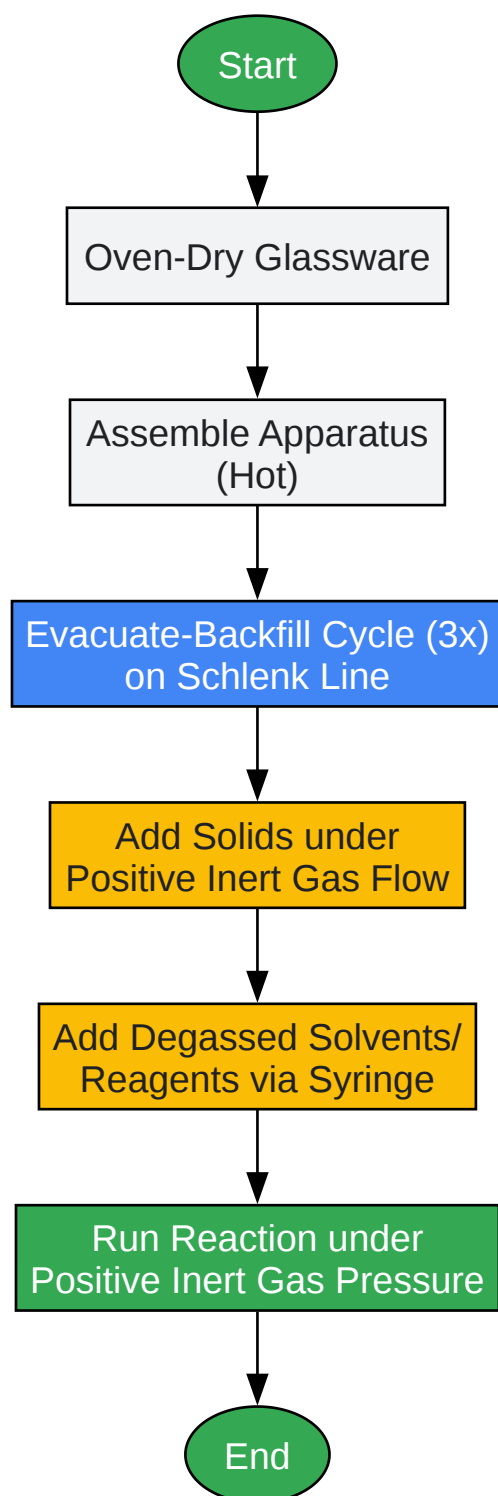 Start
Oven-Dry Glassware
Assemble Apparatus
(Hot)
Evacuate-Backfill Cycle (3x)
on Schlenk Line
Add Solids under
Positive Inert Gas Flow
Add Degassed Solvents/
Reagents via Syringe
Run Reaction under
Positive Inert Gas Pressure
End